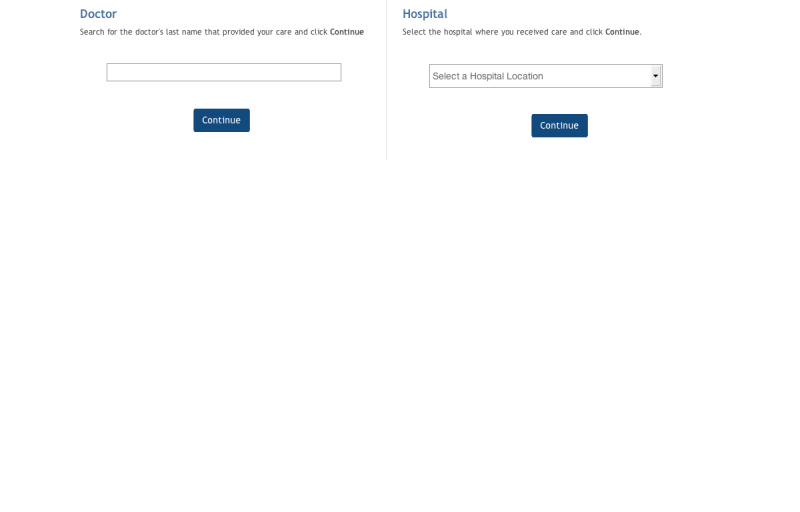 Doctor
Search for the doctor's last name that provided your care and click Continue
Continue
Hospital
Select the hospital where you received care and click Continue.
Select a Hospital Location
Continue